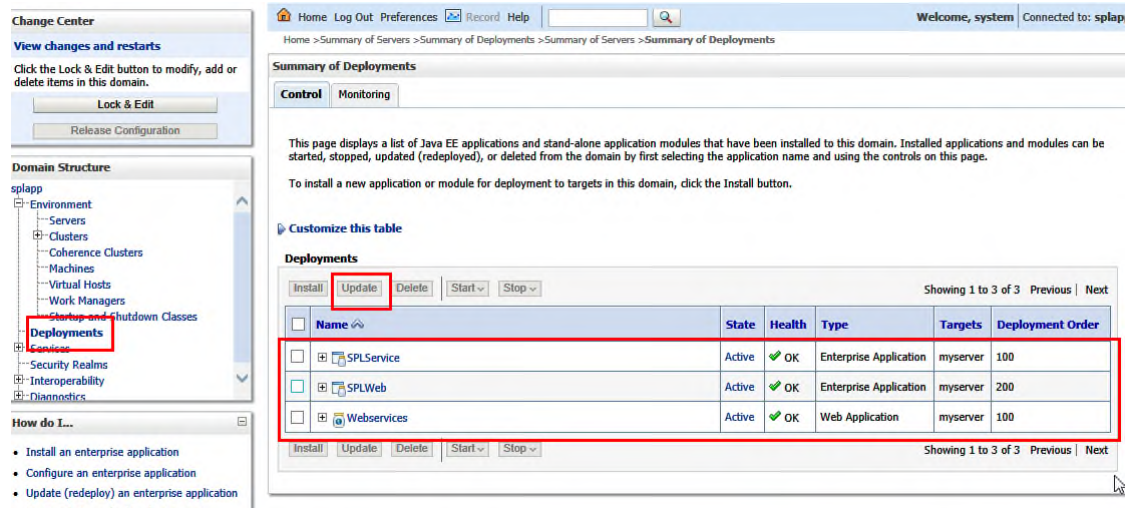 Change Center
View changes and restarts
Click the Lock & Edit button to modify, add or
delete items in this domain.
Lock & Edit
Release Configuration
Domain Structure
splapp
Environment
Servers
Clusters
Coherence Clusters
Machines
Virtual Hosts
Work Managers
Startup and Shutdown Classes
Deployments
Services
Security Realms
Interoperability
Diagnostics
How do I...
Install an enterprise application
Configure an enterprise application
Update (redeploy) an enterprise application
Home Log Out Preferences Record Help
Welcome, system Connected to: splap
Home >Summary of Servers >Summary of Deployments >Summary of Servers >Summary of Deployments
Summary of Deployments
Control Monitoring
This page displays a list of Java EE applications and stand-alone application modules that have been installed to this domain. Installed applications and modules can be
started, stopped, updated (redeployed), or deleted from the domain by first selecting the application name and using the controls on this page.
To install a new application or module for deployment to targets in this domain, click the Install button.
Customize this table
Deployments
Install Update Delete Start Stop Showing 1 to 3 of 3 Previous | Next
Name State Health Type Targets Deployment Order
SPLService Active OK Enterprise Application myserver 100
SPLWeb Active OK Enterprise Application myserver 200
Webservices Active OK Web Application myserver 100
Install Update Delete Start Stop Showing 1 to 3 of 3 Previous | Next